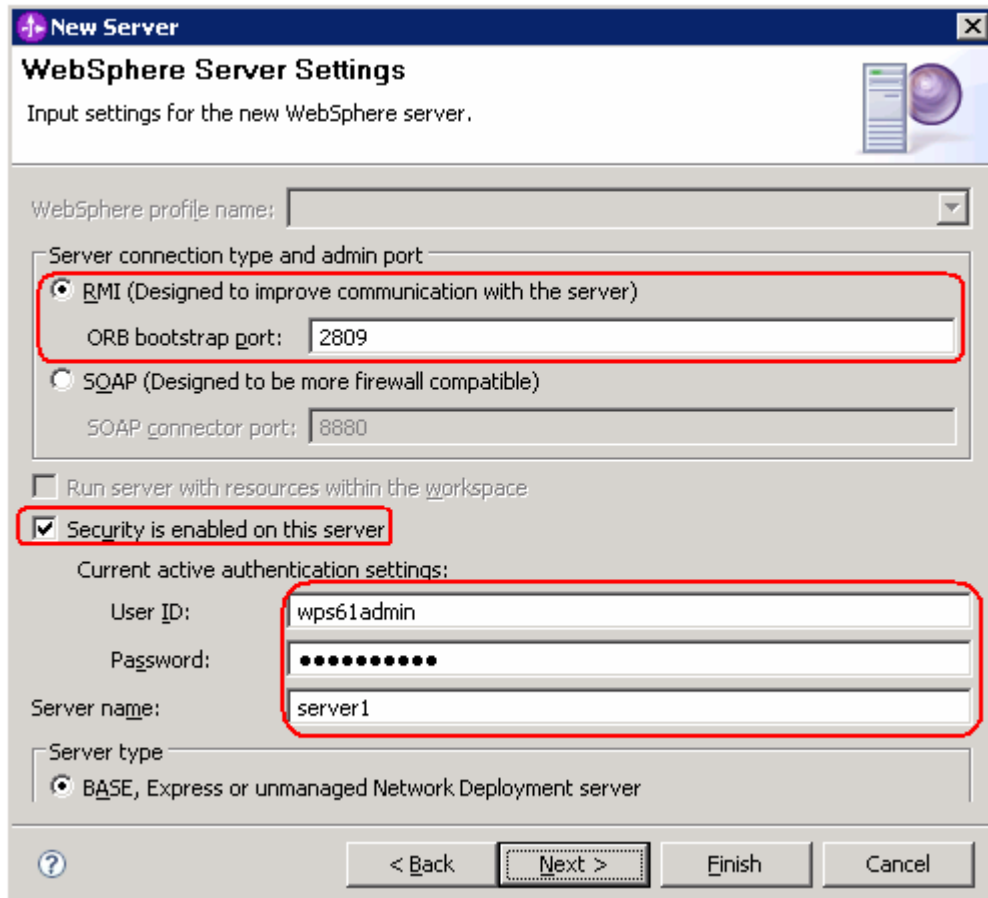 New Server
WebSphere Server Settings
Input settings for the new WebSphere server.
WebSphere profile name:
Server connection type and admin port
RMI (Designed to improve communication with the server)
ORB bootstrap port: 2809
SOAP (Designed to be more firewall compatible)
SOAP connector port: 8880
Run server with resources within the workspace
Security is enabled on this server
Current active authentication settings:
User ID: wps61admin
Password: ●●●●●●●●●●
Server name: server1
Server type
BASE, Express or unmanaged Network Deployment server
< Back Next > Finish Cancel